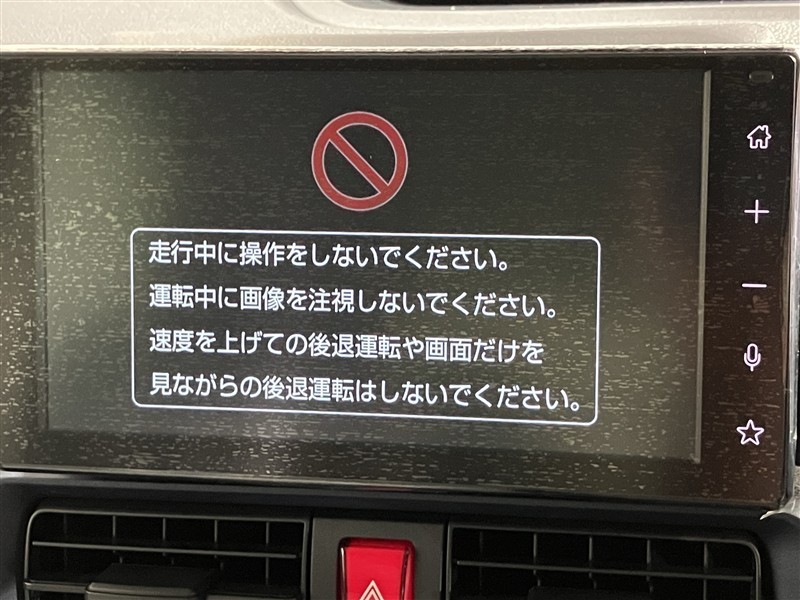 走行中に操作をしないでください。
運転中に画像を注視しないでください。
速度を上げての後退運転や画面だけを
見ながらの後退運転はしないでください。